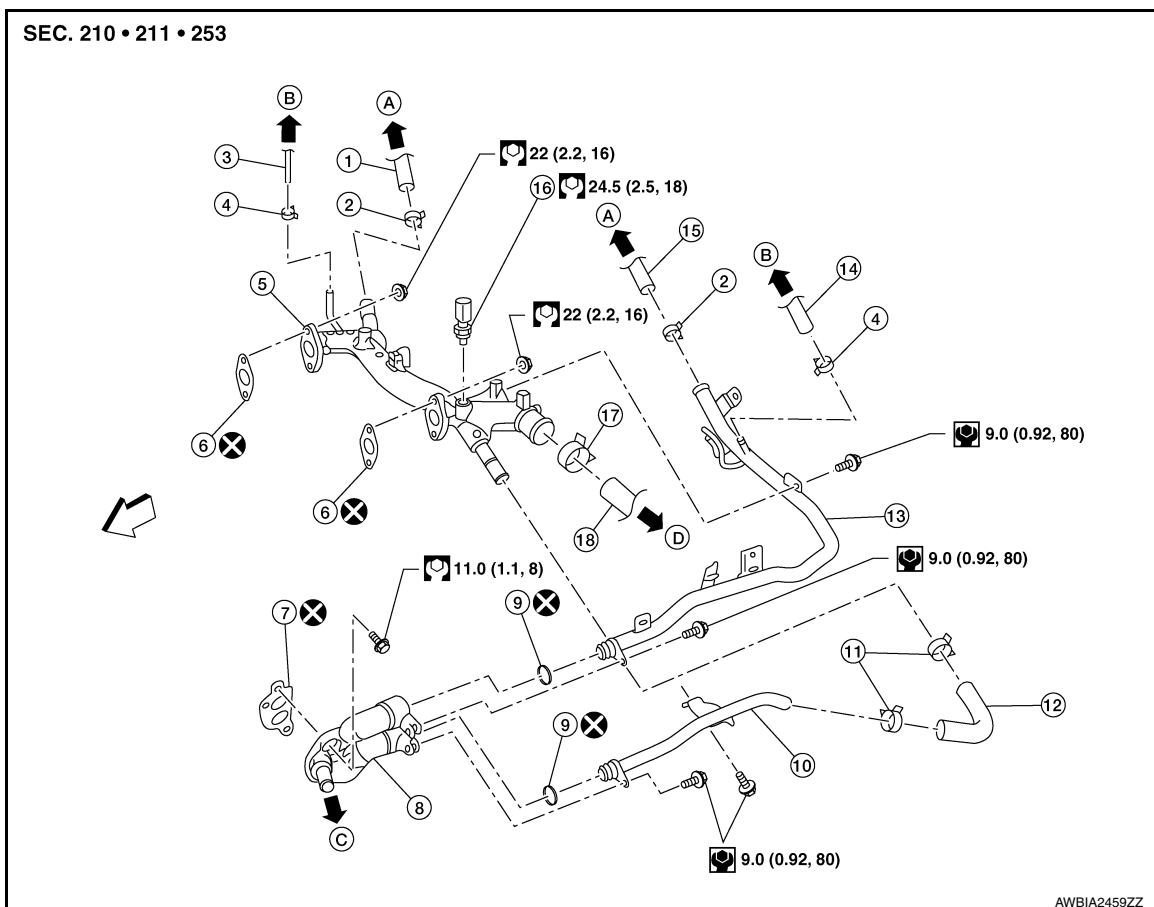 SEC. 210 • 211 • 253
B
A
3
1
22 (2.2, 16)
16
24.5 (2.5, 18)
4
2
A
15
B
14
5
2
22 (2.2, 16)
4
17
6
9.0 (0.92, 80)
6
18
D
13
11.0 (1.1, 8)
9.0 (0.92, 80)
7
9
11
12
9
10
8
C
9.0 (0.92, 80)
AWBIA2459ZZ